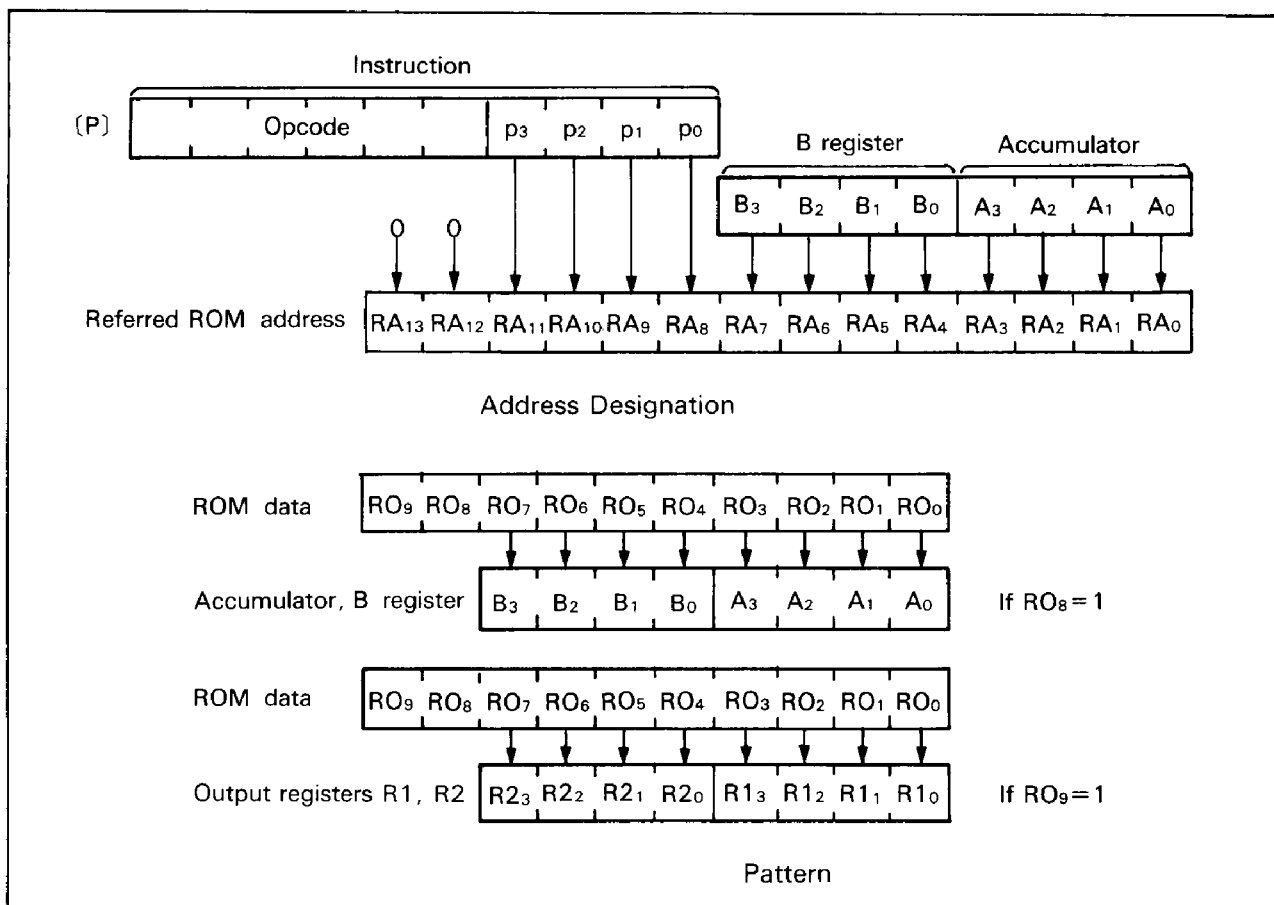 Instruction
[P] Opcode p3 p2 p1 p0
B register Accumulator
B3 B2 B1 B0 A3 A2 A1 A0
0 0
Referred ROM address RA13 RA12 RA11 RA10 RA9 RA8 RA7 RA6 RA5 RA4 RA3 RA2 RA1 RA0
Address Designation
ROM data RO9 RO8 RO7 RO6 RO5 RO4 RO3 RO2 RO1 RO0
Accumulator, B register B3 B2 B1 B0 A3 A2 A1 A0 If RO8=1
ROM data RO9 RO8 RO7 RO6 RO5 RO4 RO3 RO2 RO1 RO0
Output registers R1, R2 R23 R22 R21 R20 R13 R12 R11 R10 If RO9=1
Pattern